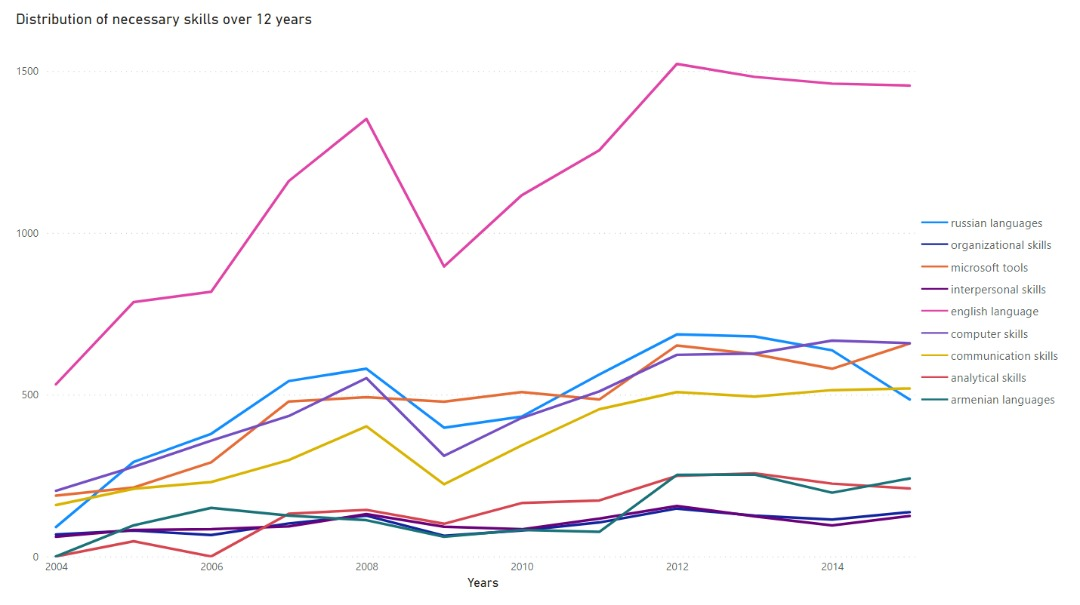 Distribution of necessary skills over 12 years
1500
1000
500
0
2004 2006 2008 2010 2012 2014
Years
russian languages
organizational skills
microsoft tools
interpersonal skills
english language
computer skills
communication skills
analytical skills
armenian languages